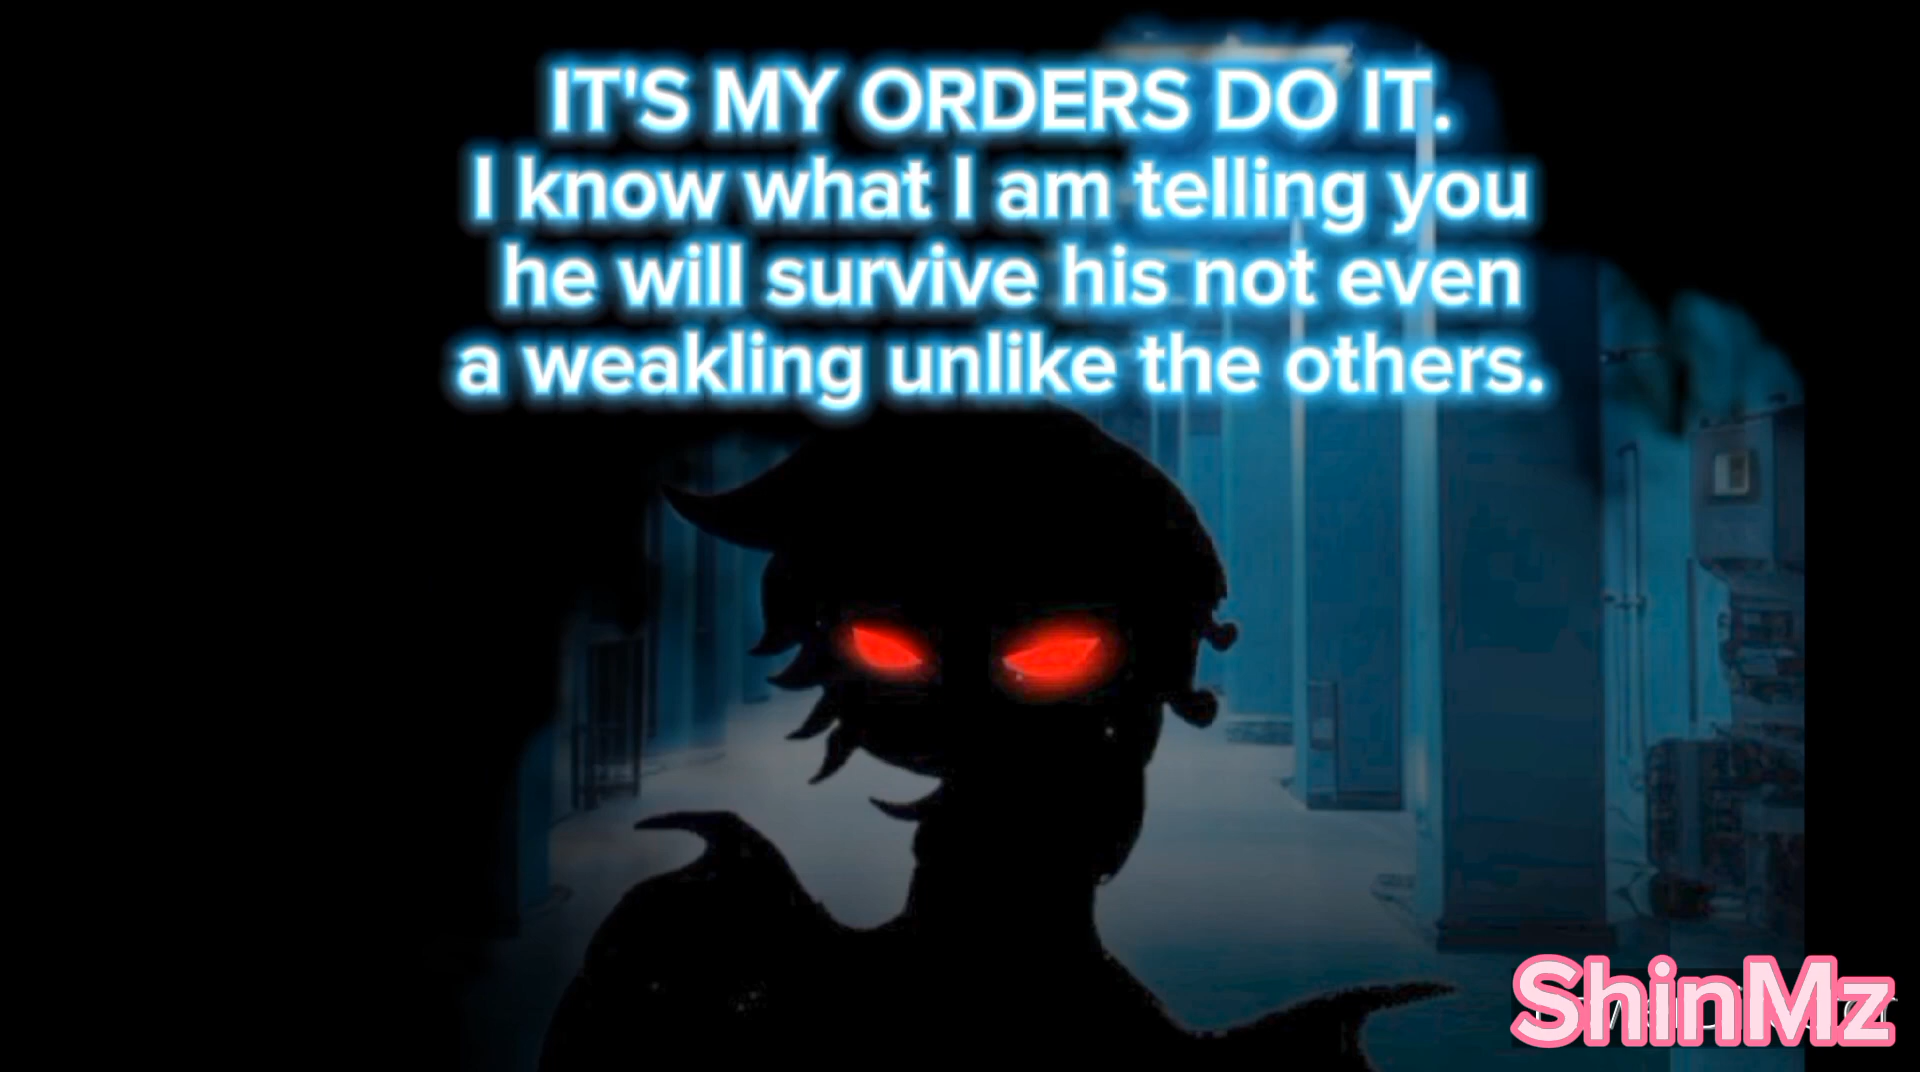 IT'S MY ORDERS DO IT.
I know what I am telling you
he will survive his not even
a weakling unlike the others.
ShinMz